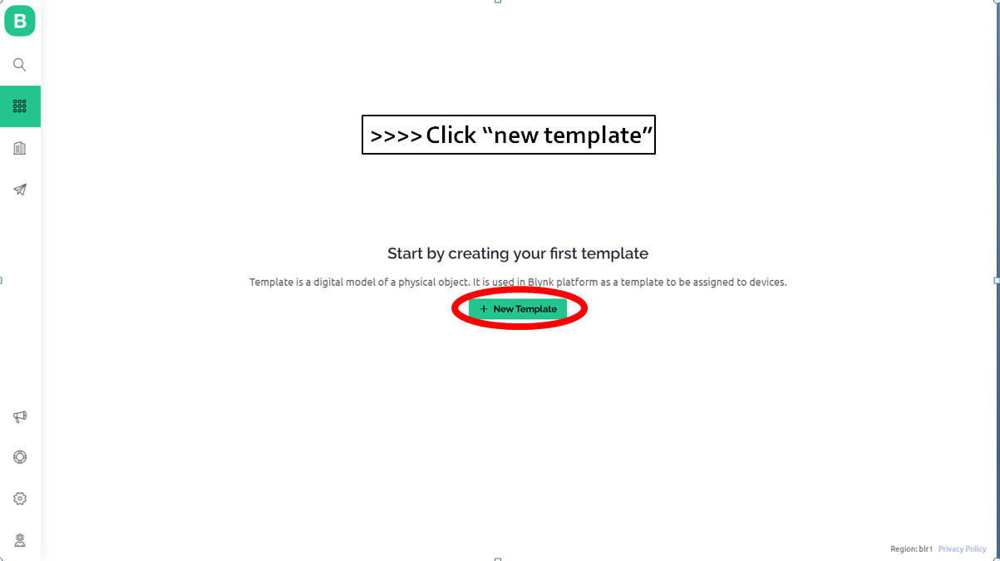 B
>>>> Click “new template”
Start by creating your first template
Template is a digital model of a physical object. It is used in Blynk platform as a template to be assigned to devices.
+ New Template
Region: blr1 Privacy Policy